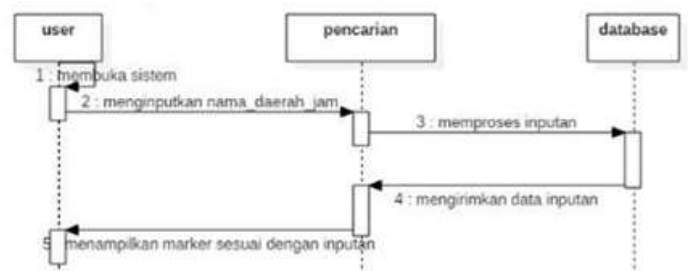 user
pencarian
database
1 : membuka sistem
2 : menginputkan nama_daerah_jam
3 : memproses inputan
4 : mengirimkan data inputan
5 : menampilkan marker sesuai dengan inputan